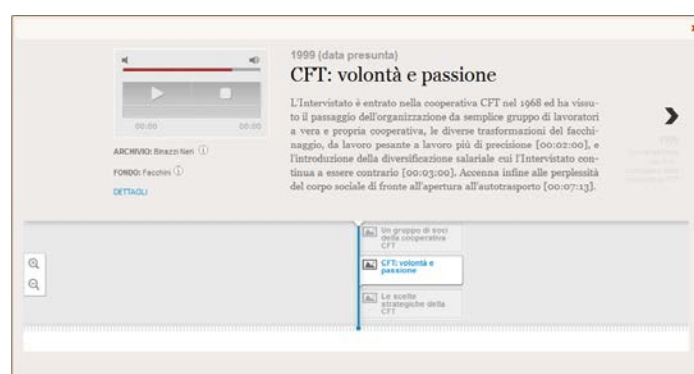 1999 (data presunta)
CFT: volontà e passione
L'Intervistato è entrato nella cooperativa CFT nel 1968 ed ha vissu-
to il passaggio dell'organizzazione da semplice gruppo di lavoratori
a vera e propria cooperativa, le diverse trasformazioni del facchi-
naggio, da lavoro pesante a lavoro più di precisione [00:02:00], e
l'introduzione della diversificazione salariale cui l'Intervistato con-
tinua a essere contrario [00:03:00]. Accenna infine alle perplessità
del corpo sociale di fronte all'apertura all'autotrasporto [00:07:13].
00:00 00:00
ARCHIVIO: Binazzi Neri
FONDO: Facchini
DETTAGLI
Un gruppo di soci
della cooperativa
CFT
CFT: volontà e
passione
Le scelte
strategiche della
CFT